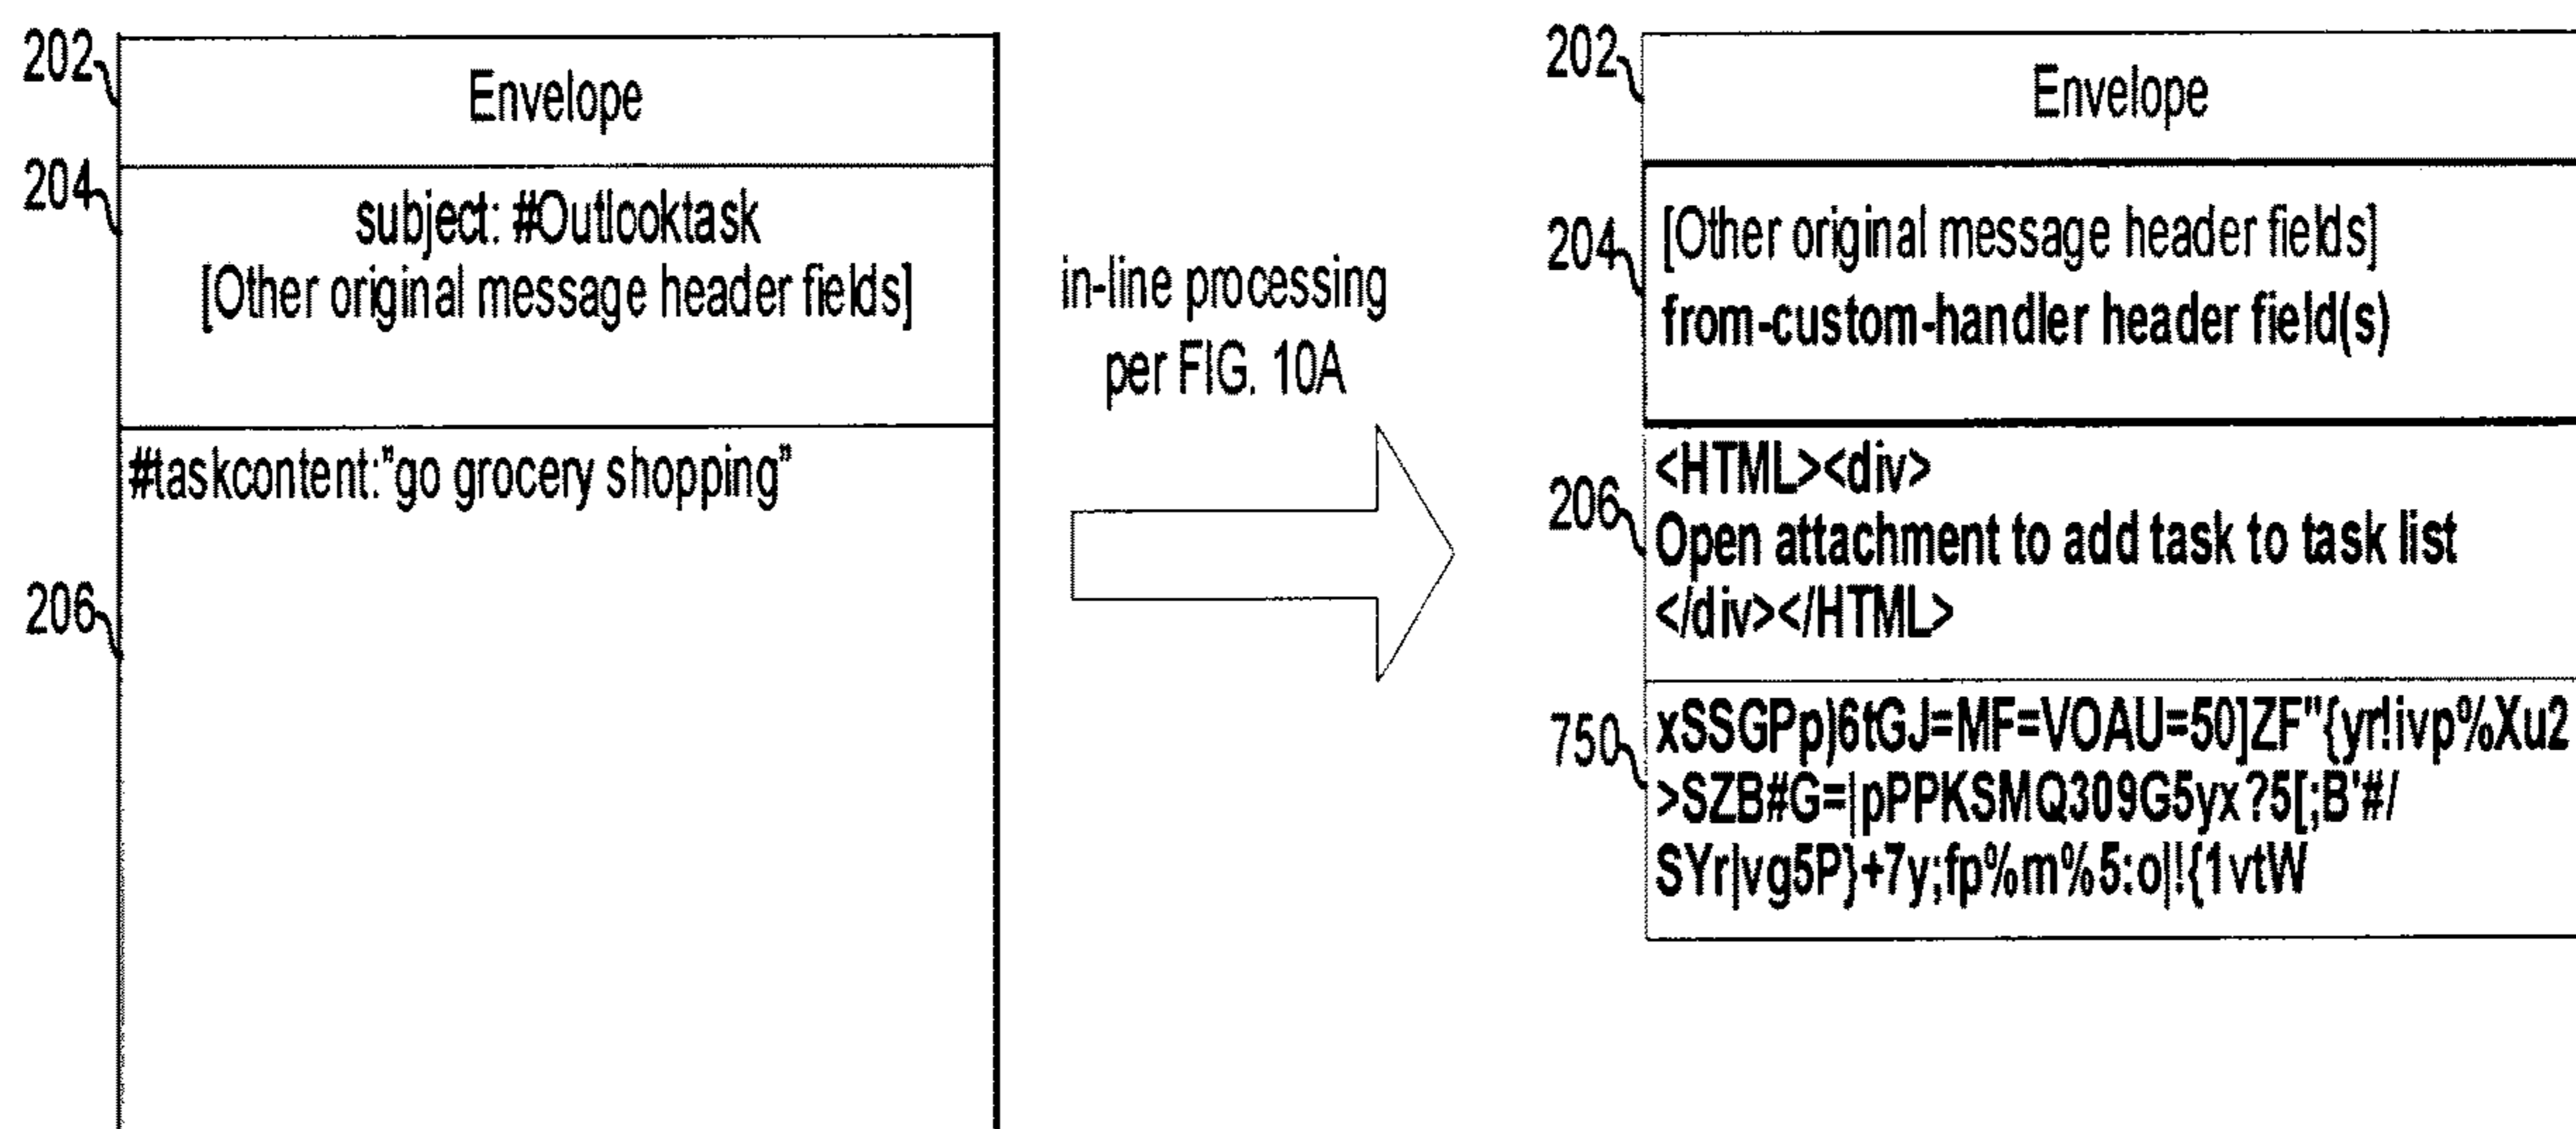 202
Envelope
204
subject: #Outlooktask
[Other original message header fields]
#taskcontent:"go grocery shopping"
206
in-line processing
per FIG. 10A
202
Envelope
204
[Other original message header fields]
from-custom-handler header field(s)
206
<HTML><div>
Open attachment to add task to task list
</div></HTML>
750
xSSGPp)6tGJ=MF=VOAU=50]ZF"{yr!ivp%Xu2
>SZB#G=|pPPKSMQ309G5yx?5[;B'#/
SYr|vg5P}+7y;fp%m%5:o|!{1vtW